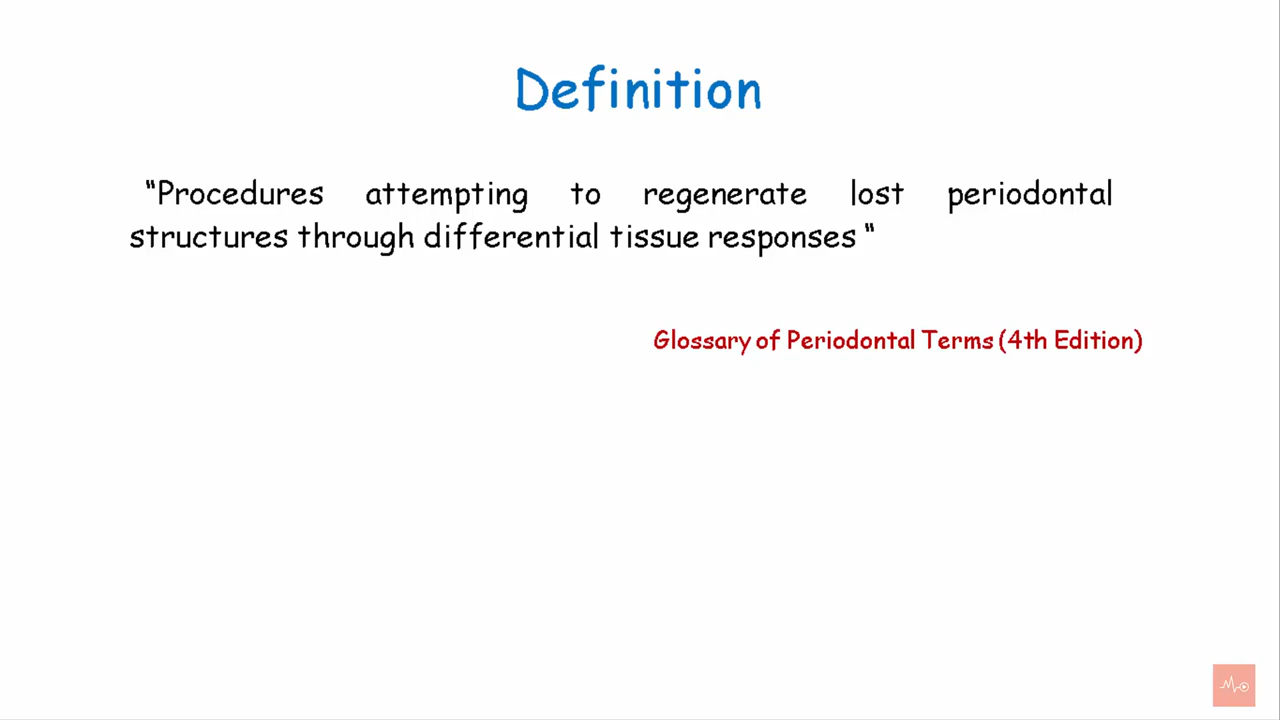 Definition
"Procedures attempting to regenerate lost periodontal
structures through differential tissue responses "
Glossary of Periodontal Terms (4th Edition)